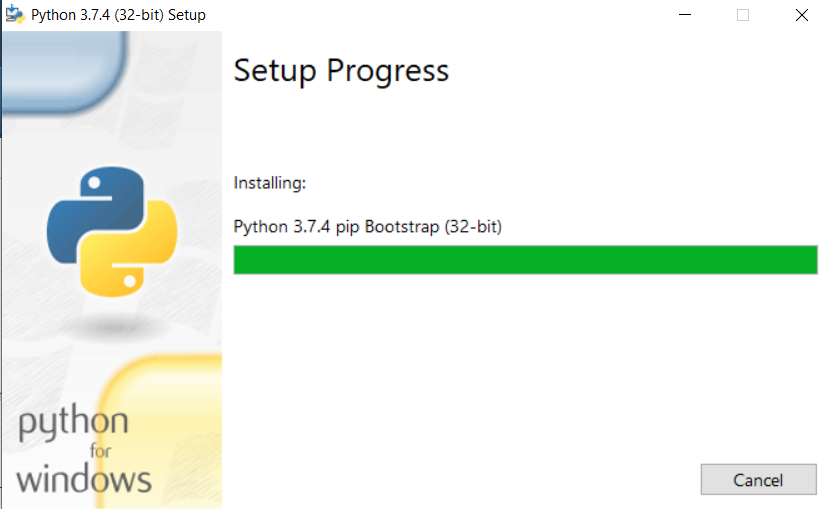 Python 3.7.4 (32-bit) Setup
Setup Progress
Installing:
Python 3.7.4 pip Bootstrap (32-bit)
python
for
windows
Cancel